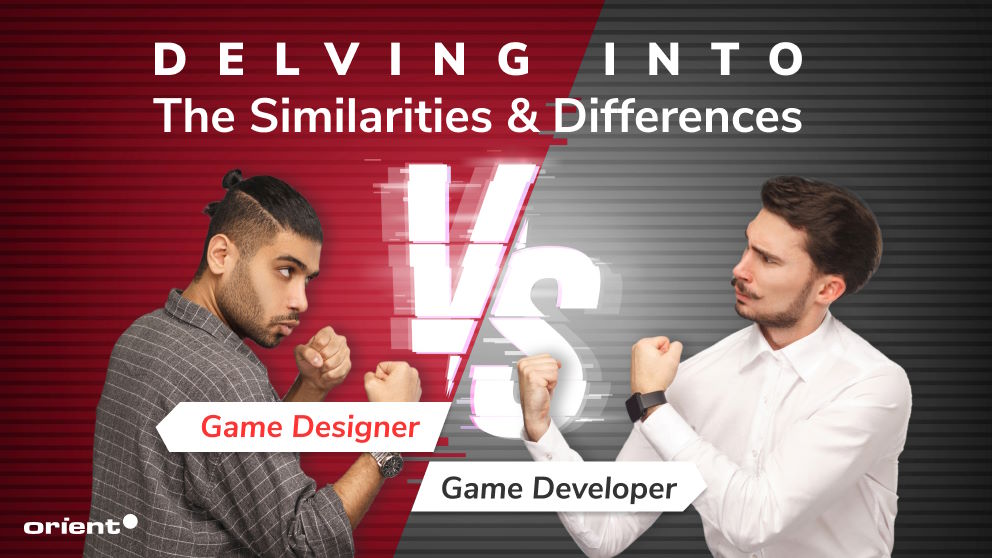 DELVING INTO
The Similarities & Differences
VS
Game Designer
Game Developer
orient